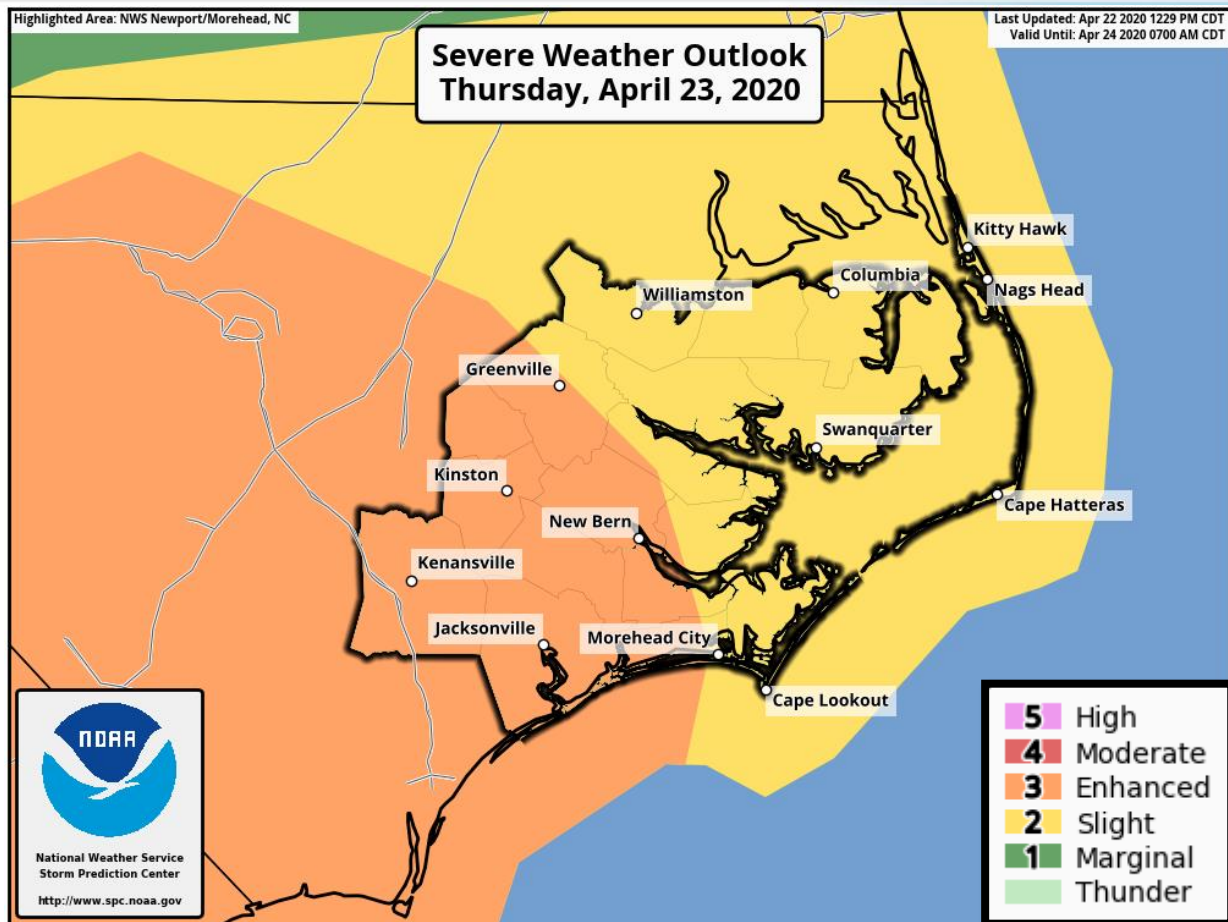 Highlighted Area: NWS Newport/Morehead, NC
Last Updated: Apr 22 2020 1229 PM CDT
Valid Until: Apr 24 2020 0700 AM CDT
Severe Weather Outlook
Thursday, April 23, 2020
Kitty Hawk
Columbia
Nags Head
Williamston
Greenville
Swanquarter
Kinston
Cape Hatteras
New Bern
Kenansville
Jacksonville
Morehead City
Cape Lookout
NOAA
National Weather Service
Storm Prediction Center
http://www.spc.noaa.gov
5 High
4 Moderate
3 Enhanced
2 Slight
1 Marginal
Thunder